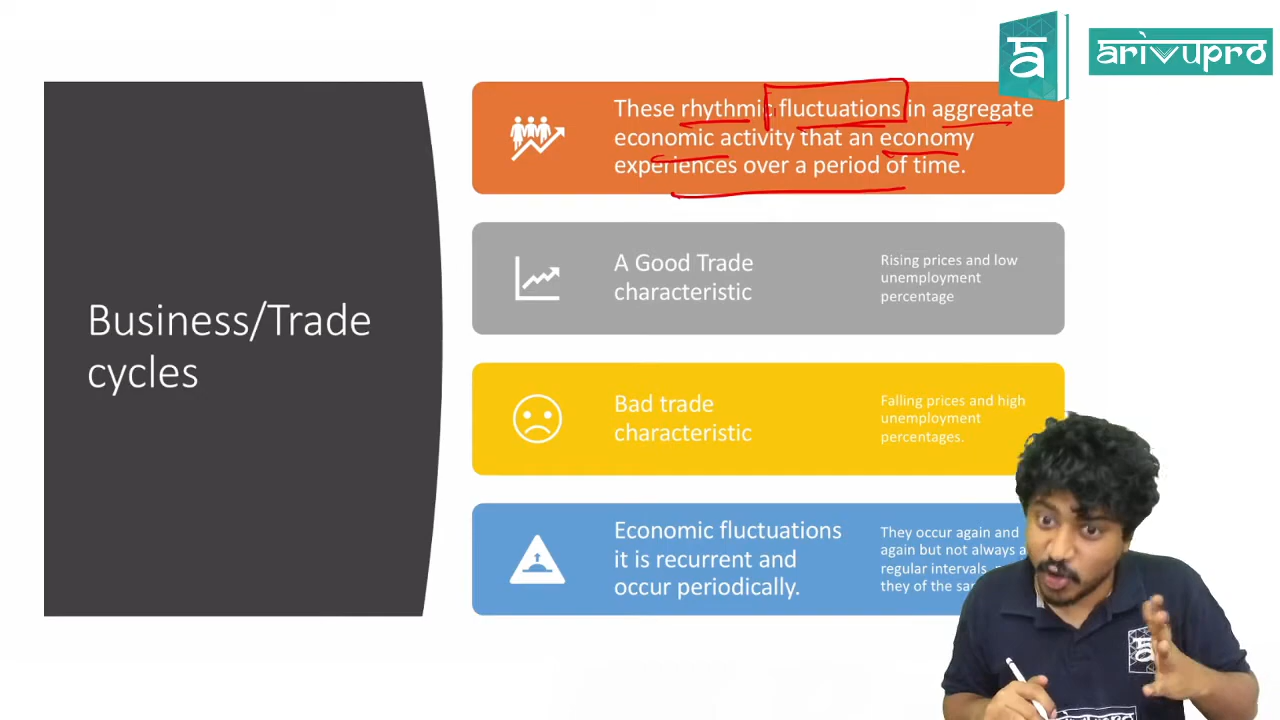 arivupro
These rhythmic fluctuations in aggregate
economic activity that an economy
experiences over a period of time.
Business/Trade
cycles
A Good Trade
characteristic
Rising prices and low
unemployment
percentage
Bad trade
characteristic
Falling prices and high
unemployment
percentages.
Economic fluctuations
it is recurrent and
occur periodically.
They occur again and
again but not always a
regular intervals,
they of the